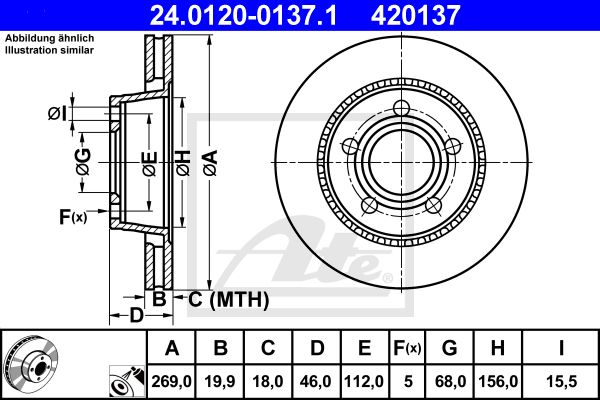 24.0120-0137.1 420137
Abbildung ähnlich
Illustration similar
ØI
ØG
ØE
ØH
ØA
F(x)
B
C (MTH)
D
Ate
A B C D E F(x) G H I
269,0 19,9 18,0 46,0 112,0 5 68,0 156,0 15,5